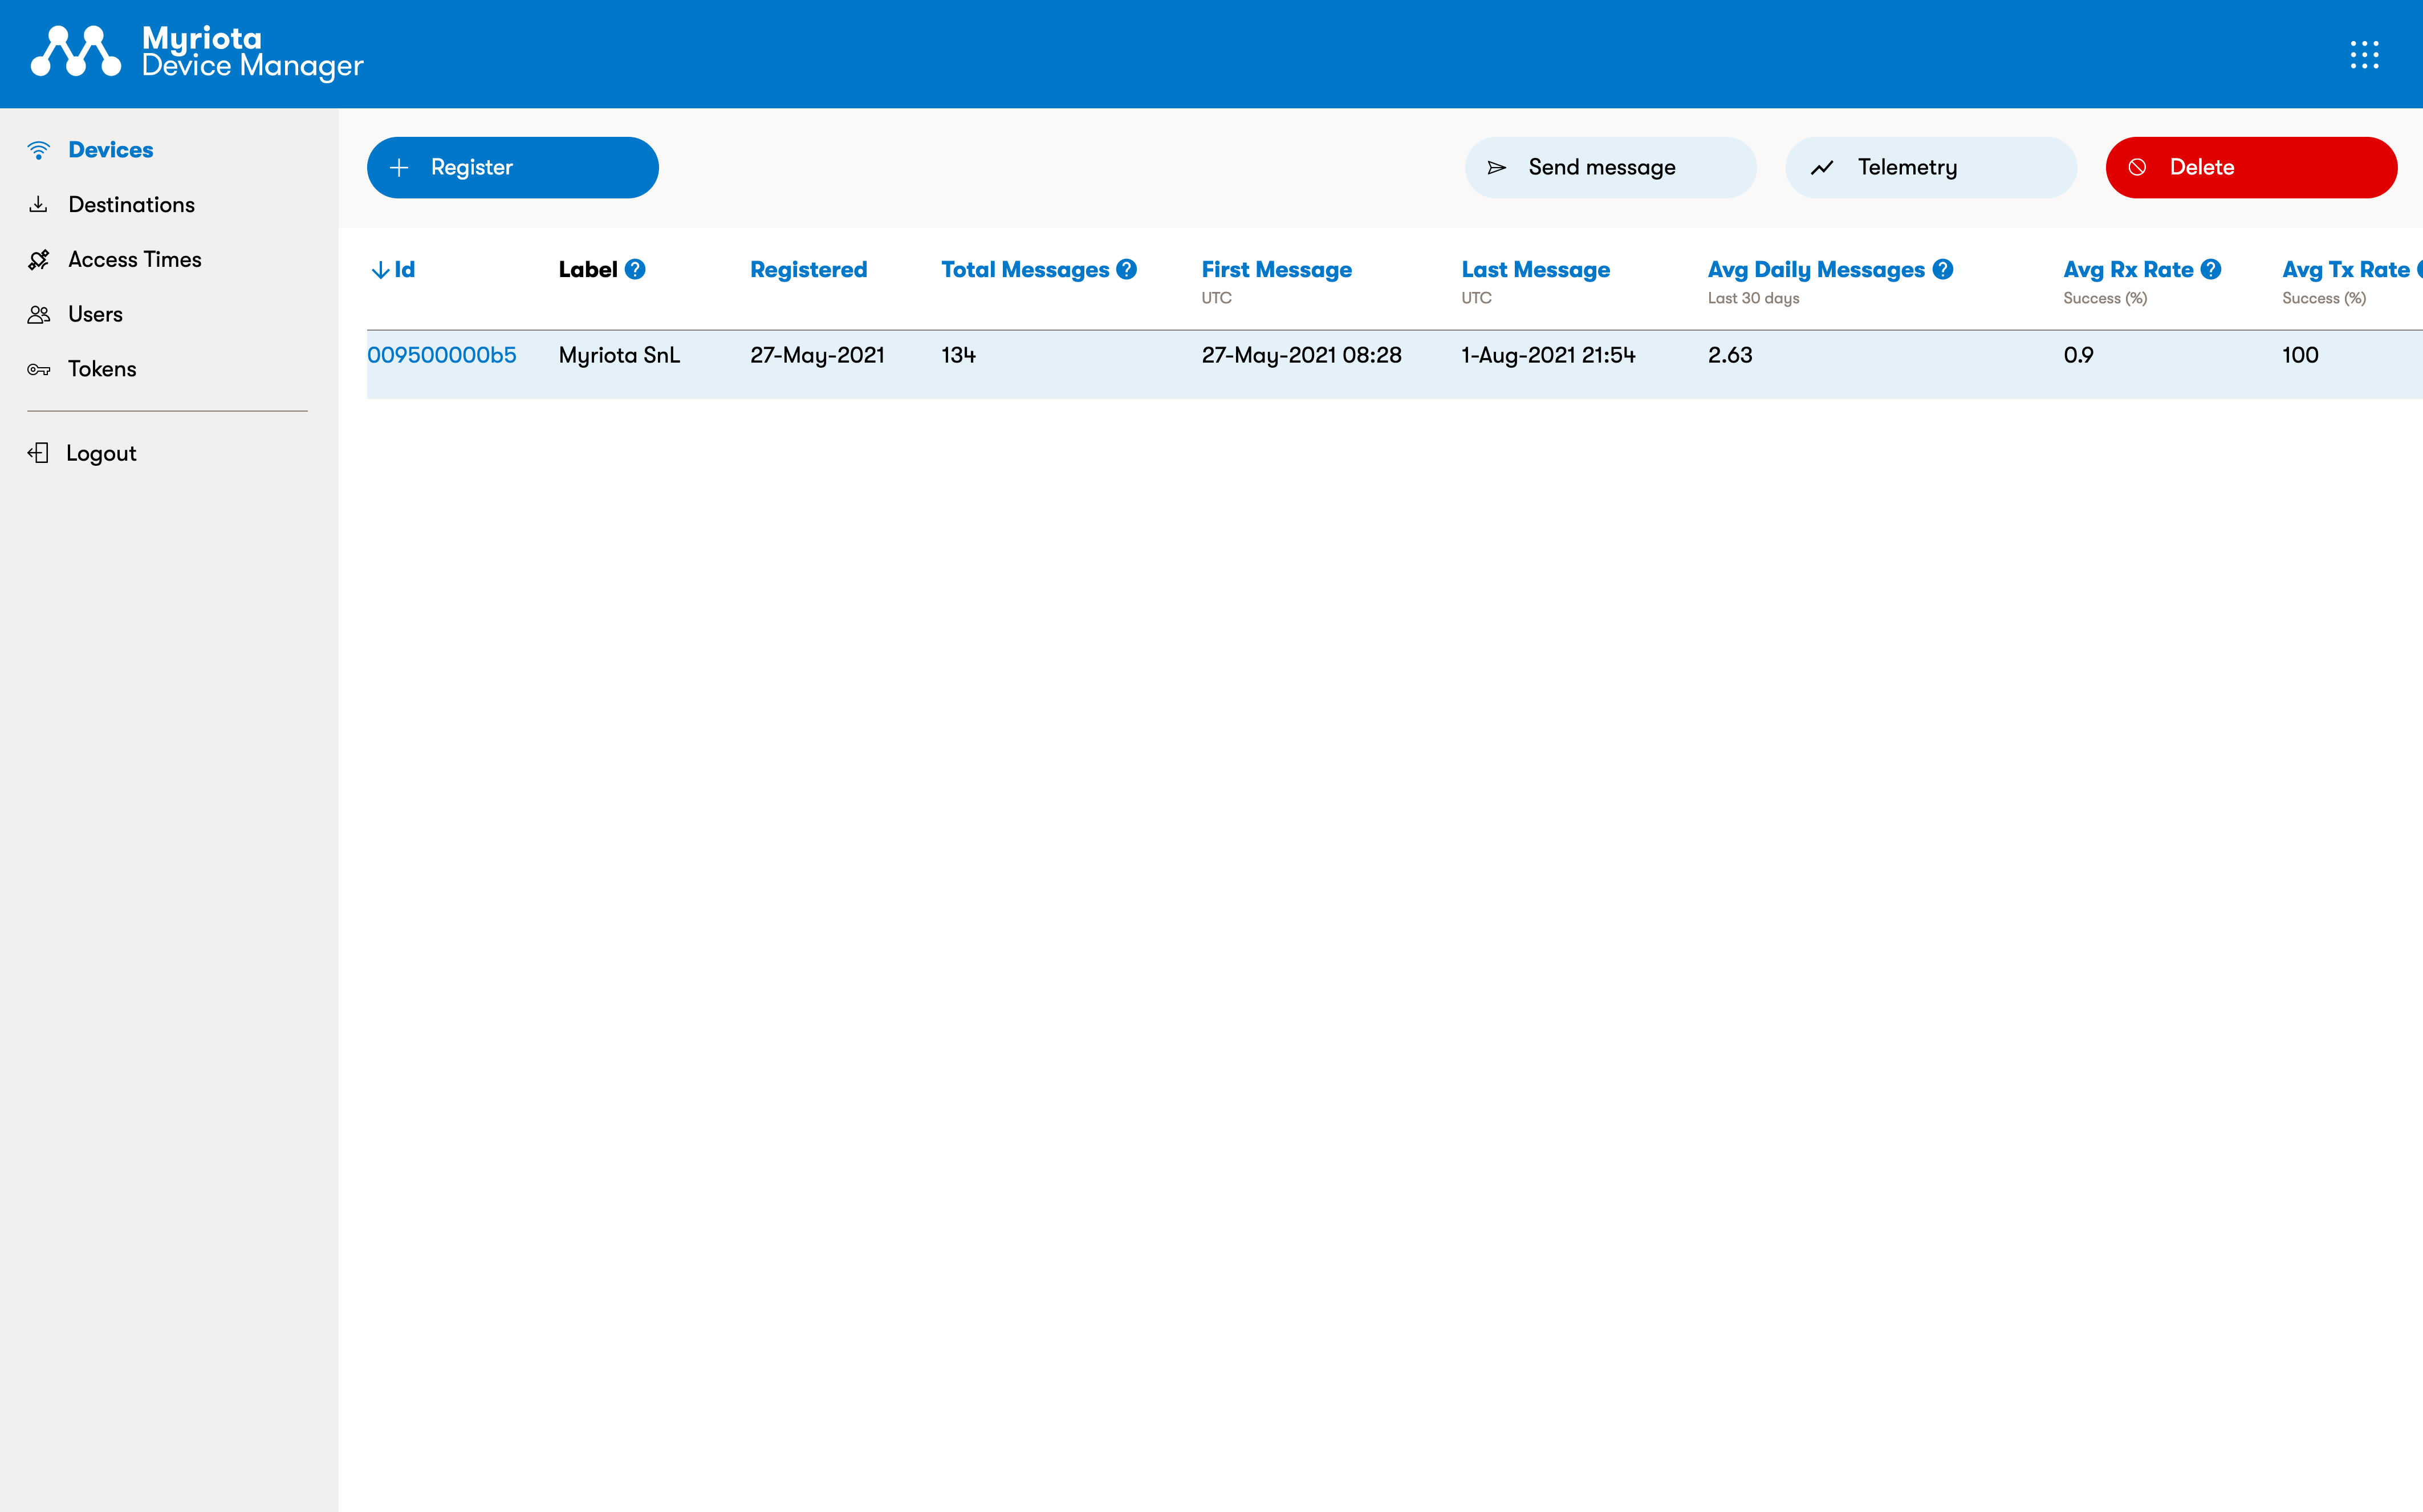 Myriota
Device Manager
Devices
Destinations
Access Times
Users
Tokens
Logout
Register
Send message
Telemetry
Delete
Id
Label
Registered
Total Messages
First Message
UTC
Last Message
UTC
Avg Daily Messages
Last 30 days
Avg Rx Rate
Success (%)
Avg Tx Rate
Success (%)
009500000b5
Myriota SnL
27-May-2021
134
27-May-2021 08:28
1-Aug-2021 21:54
2.63
0.9
100